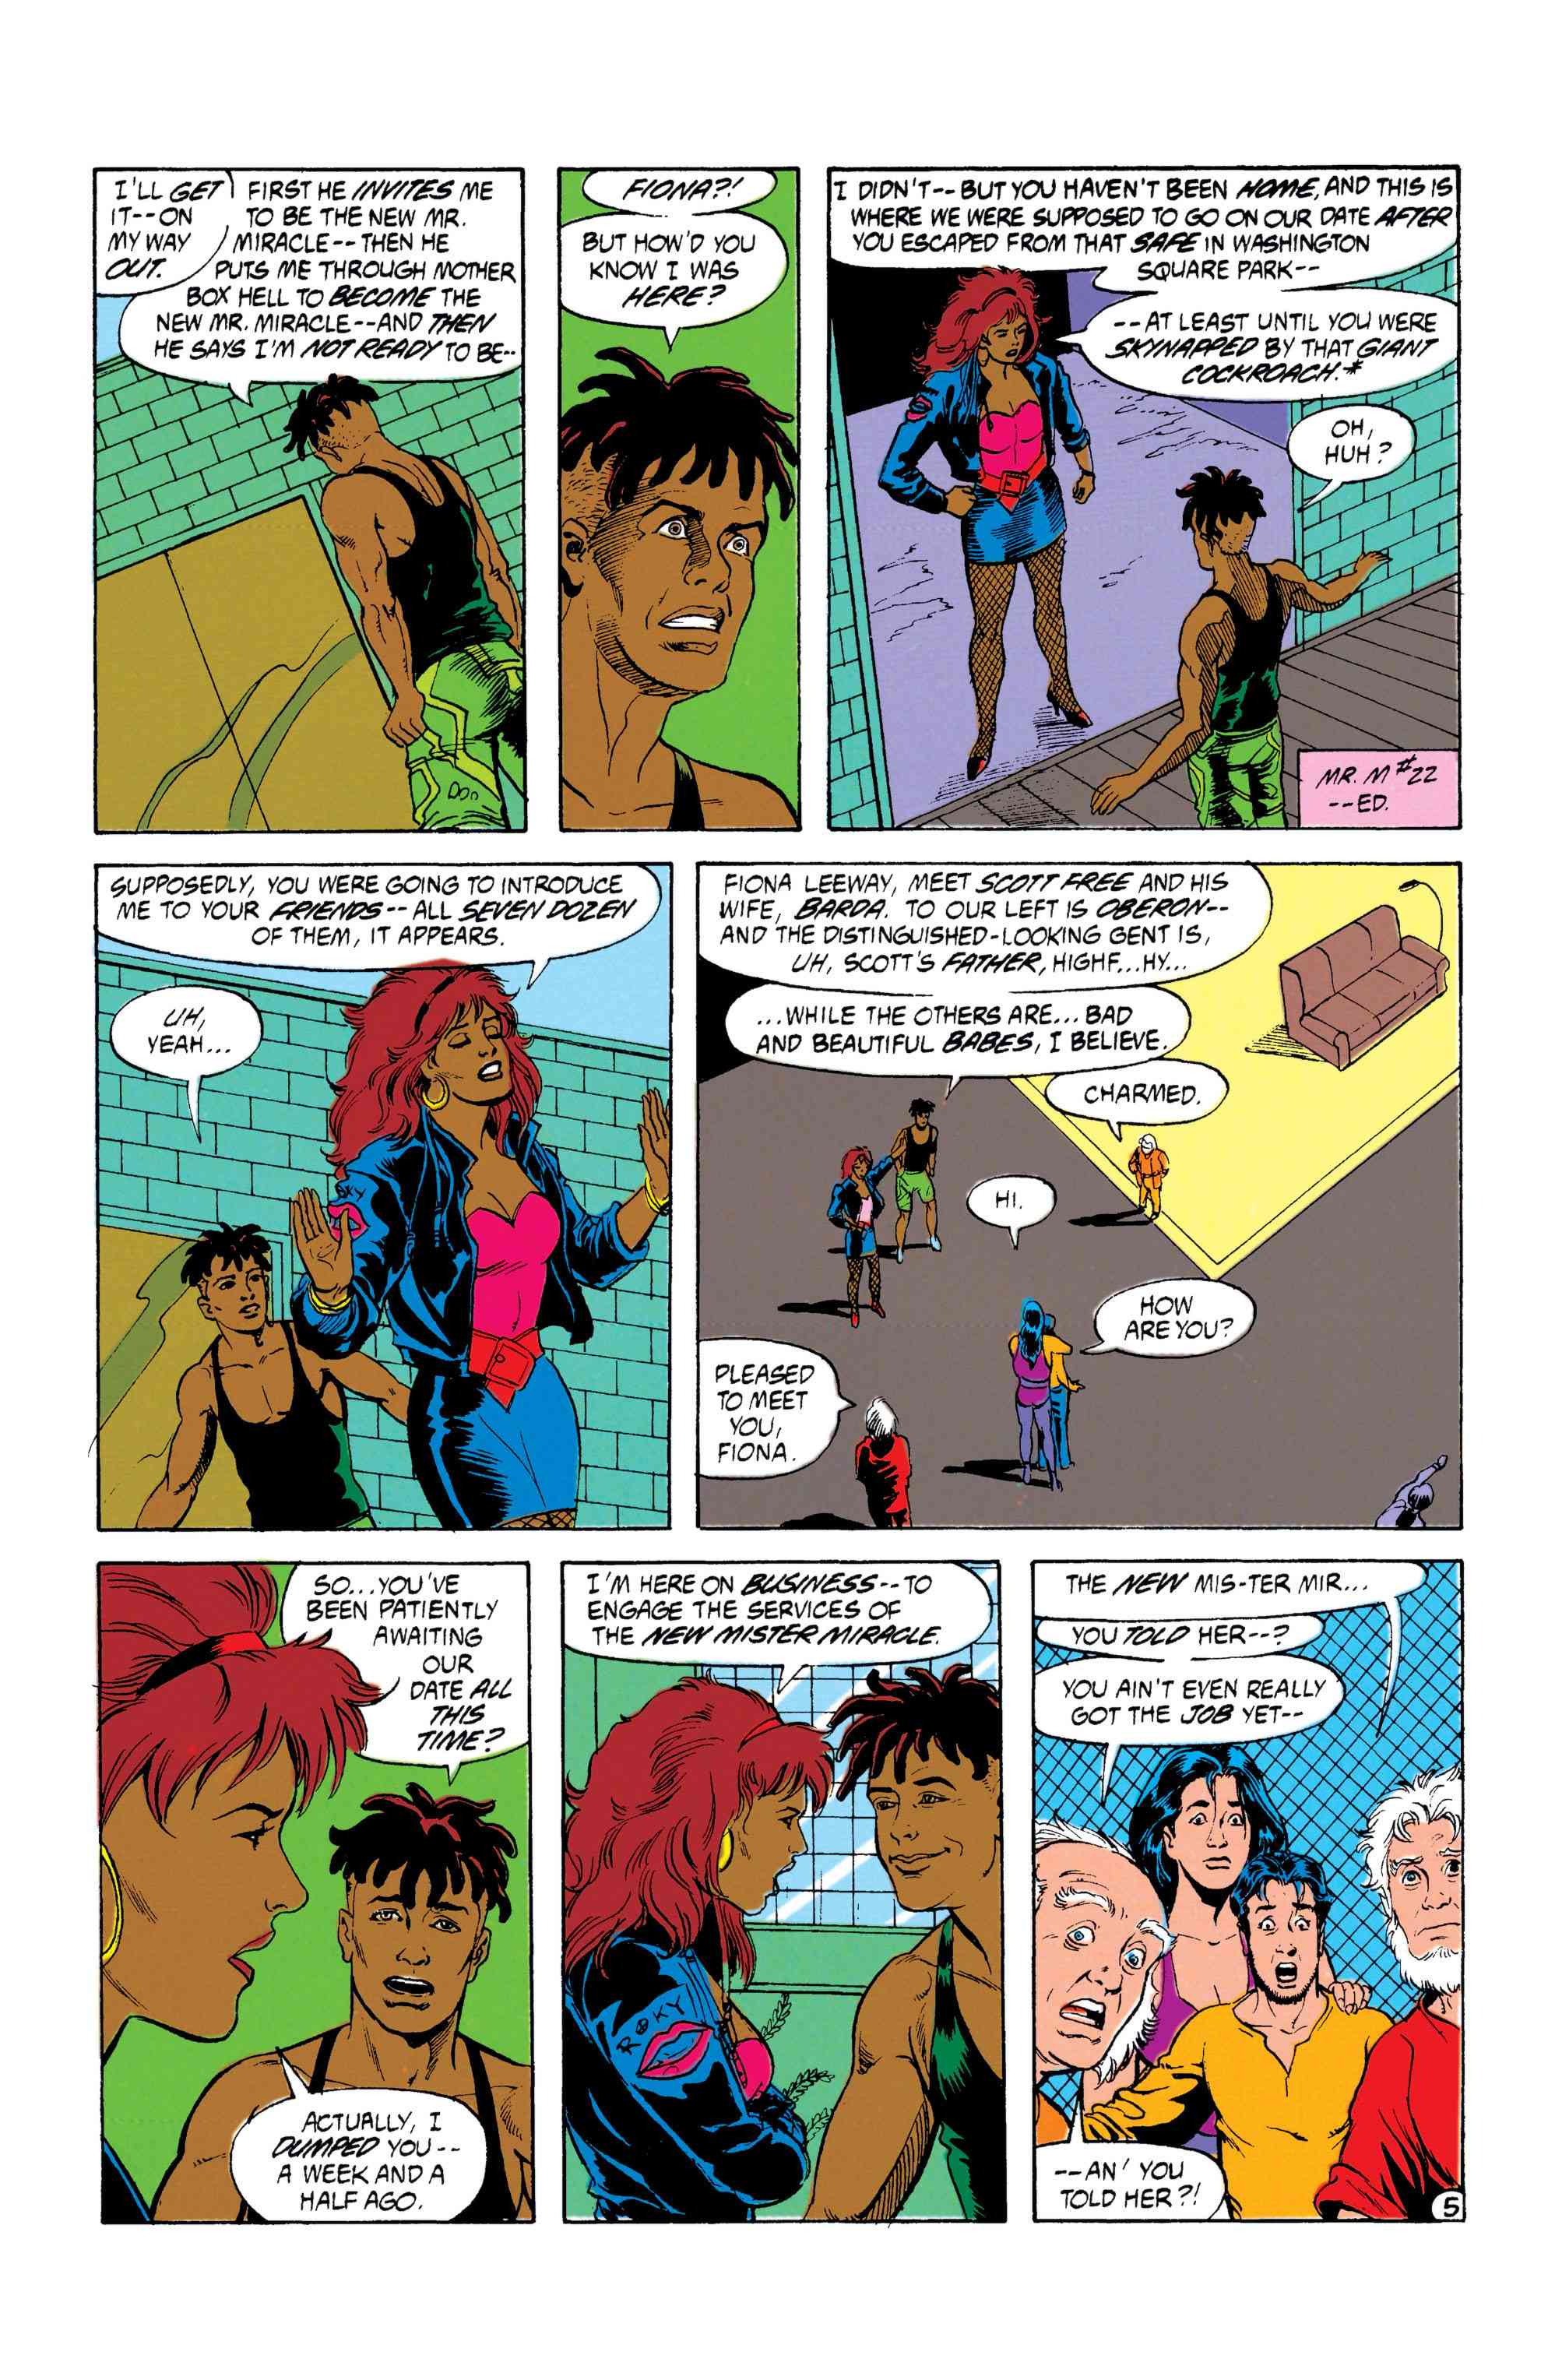 I'LL GET
IT--ON
MY WAY
OUT.
FIRST HE INVITES ME
TO BE THE NEW MR.
MIRACLE--THEN HE
PUTS ME THROUGH MOTHER
BOX HELL TO BECOME THE
NEW MR. MIRACLE--AND THEN
HE SAYS I'M NOT READY TO BE--
FIONA?!
BUT HOW'D YOU
KNOW I WAS
HERE?
I DIDN'T--BUT YOU HAVEN'T BEEN HOME, AND THIS IS
WHERE WE WERE SUPPOSED TO GO ON OUR DATE AFTER
YOU ESCAPED FROM THAT SAFE IN WASHINGTON
SQUARE PARK--
--AT LEAST UNTIL YOU WERE
SKYNAPPED BY THAT GIANT
COCKROACH.*
OH,
HUH?
MR. M #22
--ED.
SUPPOSEDLY, YOU WERE GOING TO INTRODUCE
ME TO YOUR FRIENDS--ALL SEVEN DOZEN
OF THEM, IT APPEARS.
UH,
YEAH...
ROKY
FIONA LEEWAY, MEET SCOTT FREE AND HIS
WIFE, BARDA. TO OUR LEFT IS OBERON--
AND THE DISTINGUISHED-LOOKING GENT IS,
UH, SCOTT'S FATHER, HIGHF...HY...
...WHILE THE OTHERS ARE... BAD
AND BEAUTIFUL BABES, I BELIEVE.
CHARMED.
HI.
HOW
ARE YOU?
PLEASED
TO MEET
YOU,
FIONA.
SO...YOU'VE
BEEN PATIENTLY
AWAITING
OUR
DATE ALL
THIS
TIME?
ACTUALLY, I
DUMPED YOU--
A WEEK AND A
HALF AGO.
I'M HERE ON BUSINESS--TO
ENGAGE THE SERVICES OF
THE NEW MISTER MIRACLE.
ROKY
THE NEW MIS-TER MIR...
YOU TOLD HER--?
YOU AIN'T EVEN REALLY
GOT THE JOB YET--
--AN' YOU
TOLD HER?!
5